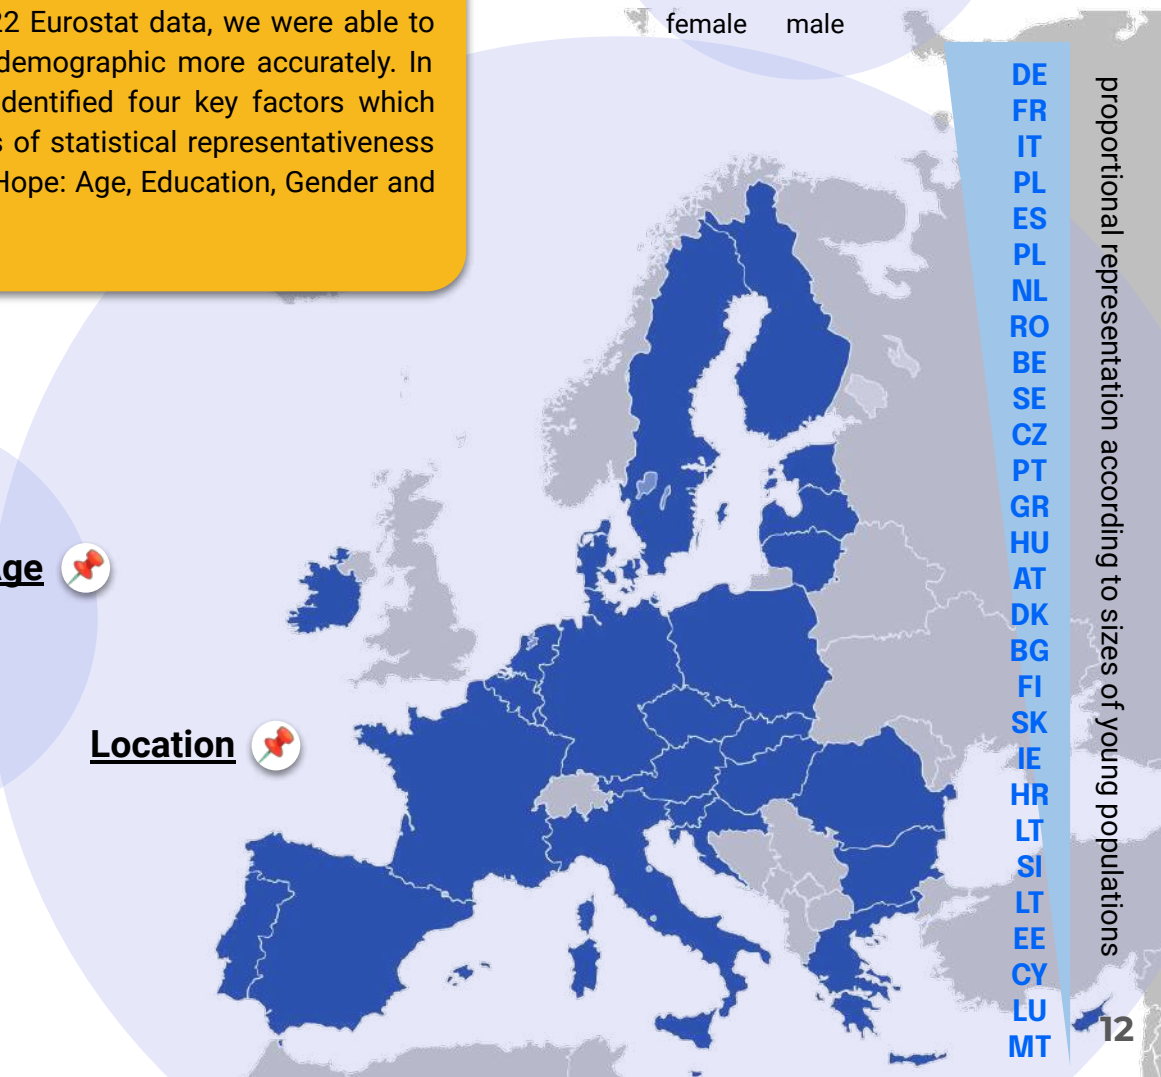 22 Eurostat data, we were able to
demographic more accurately. In
identified four key factors which
of statistical representativeness
Hope: Age, Education, Gender and
female male
Location
DE
FR
IT
PL
ES
PL
NL
RO
BE
SE
CZ
PT
GR
HU
AT
DK
BG
FI
SK
IE
HR
LT
SI
LT
EE
CY
LU
MT
proportional representation according to sizes of young populations
12